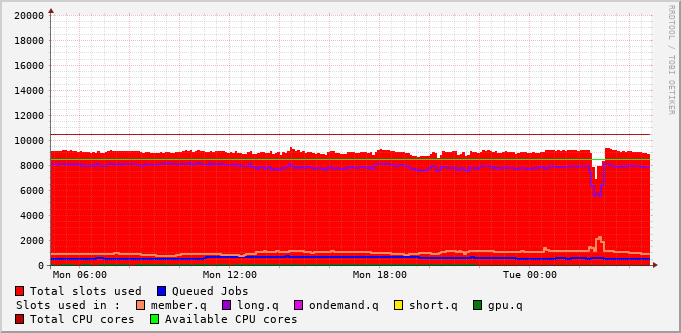 RRDTOOL / TOBI OETIKER
20000
18000
16000
14000
12000
10000
8000
6000
4000
2000
0
Mon 06:00 Mon 12:00 Mon 18:00 Tue 00:00
Total slots used Queued Jobs
Slots used in : member.q long.q ondemand.q short.q gpu.q
Total CPU cores Available CPU cores